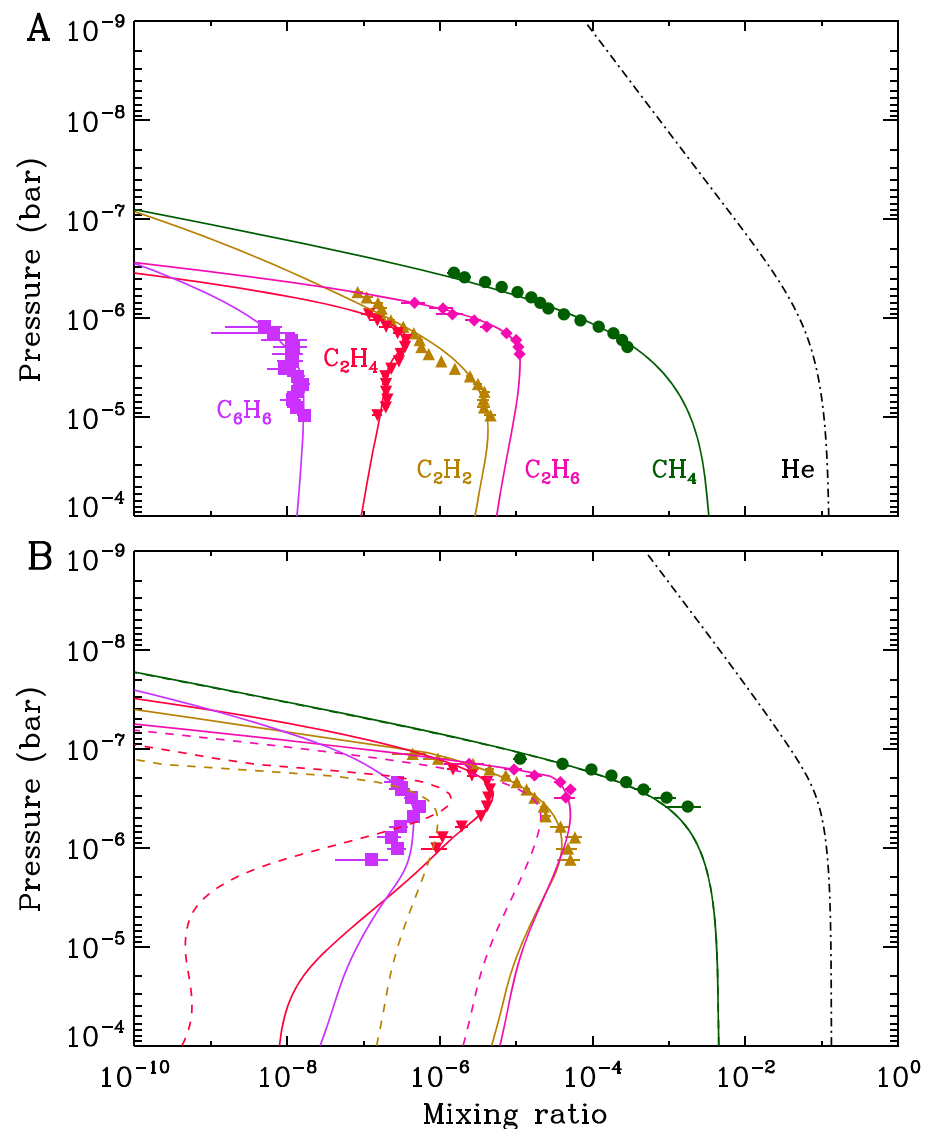 A
10⁻⁹
10⁻⁸
10⁻⁷
10⁻⁶
10⁻⁵
10⁻⁴
Pressure (bar)
C₆H₆
C₂H₄
C₂H₂
C₂H₆
CH₄
He
B
10⁻⁹
10⁻⁸
10⁻⁷
10⁻⁶
10⁻⁵
10⁻⁴
Pressure (bar)
10⁻¹⁰ 10⁻⁸ 10⁻⁶ 10⁻⁴ 10⁻² 10⁰
Mixing ratio